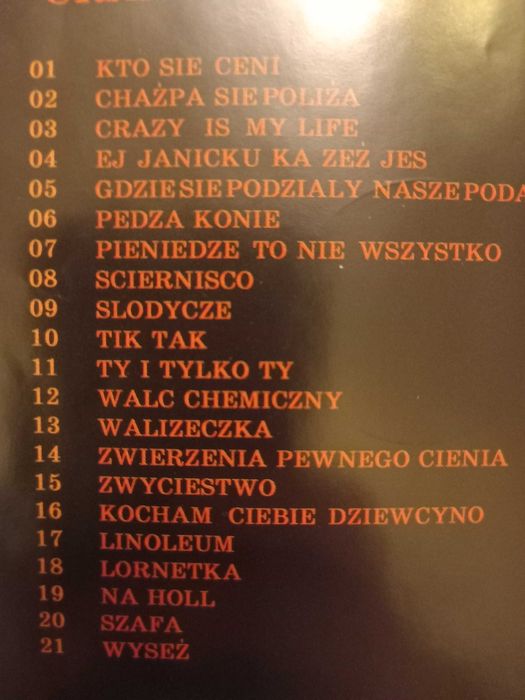 01 KTO SIE CENI
02 CHAŻPA SIE POLIŻA
03 CRAZY IS MY LIFE
04 EJ JANICKU KA ZEŻ JES
05 GDZIE SIE PODZIALY NASZE
06 PEDZA KONIE
07 PIENIEDZE TO NIE WSZYSTKO
08 SCIERNISCO
09 SLODYCZE
10 TIK TAK
11 TY I TYLKO TY
12 WALC CHEMICZNY
13 WALIZECZKA
14 ZWIERZENIA PEWNEGO CIENIA
15 ZWYCIESTWO
16 KOCHAM CIEBIE DZIEWCYNO
17 LINOLEUM
18 LORNETKA
19 NA HOLL
20 SZAFA
21 WYSEŻ